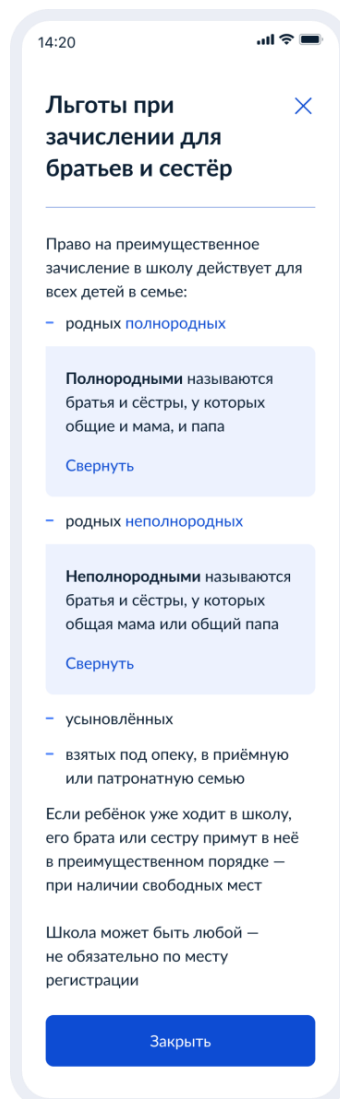 14:20
Льготы при
зачислении для
братьев и сестёр
Право на преимущественное
зачисление в школу действует для
всех детей в семье:
– родных полнородных
Полнородными называются
братья и сёстры, у которых
общие и мама, и папа
Свернуть
– родных неполнородных
Неполнородными называются
братья и сёстры, у которых
общая мама или общий папа
Свернуть
– усыновлённых
– взятых под опеку, в приёмную
или патронатную семью
Если ребёнок уже ходит в школу,
его брата или сестру примут в неё
в преимущественном порядке —
при наличии свободных мест
Школа может быть любой —
не обязательно по месту
регистрации
Закрыть